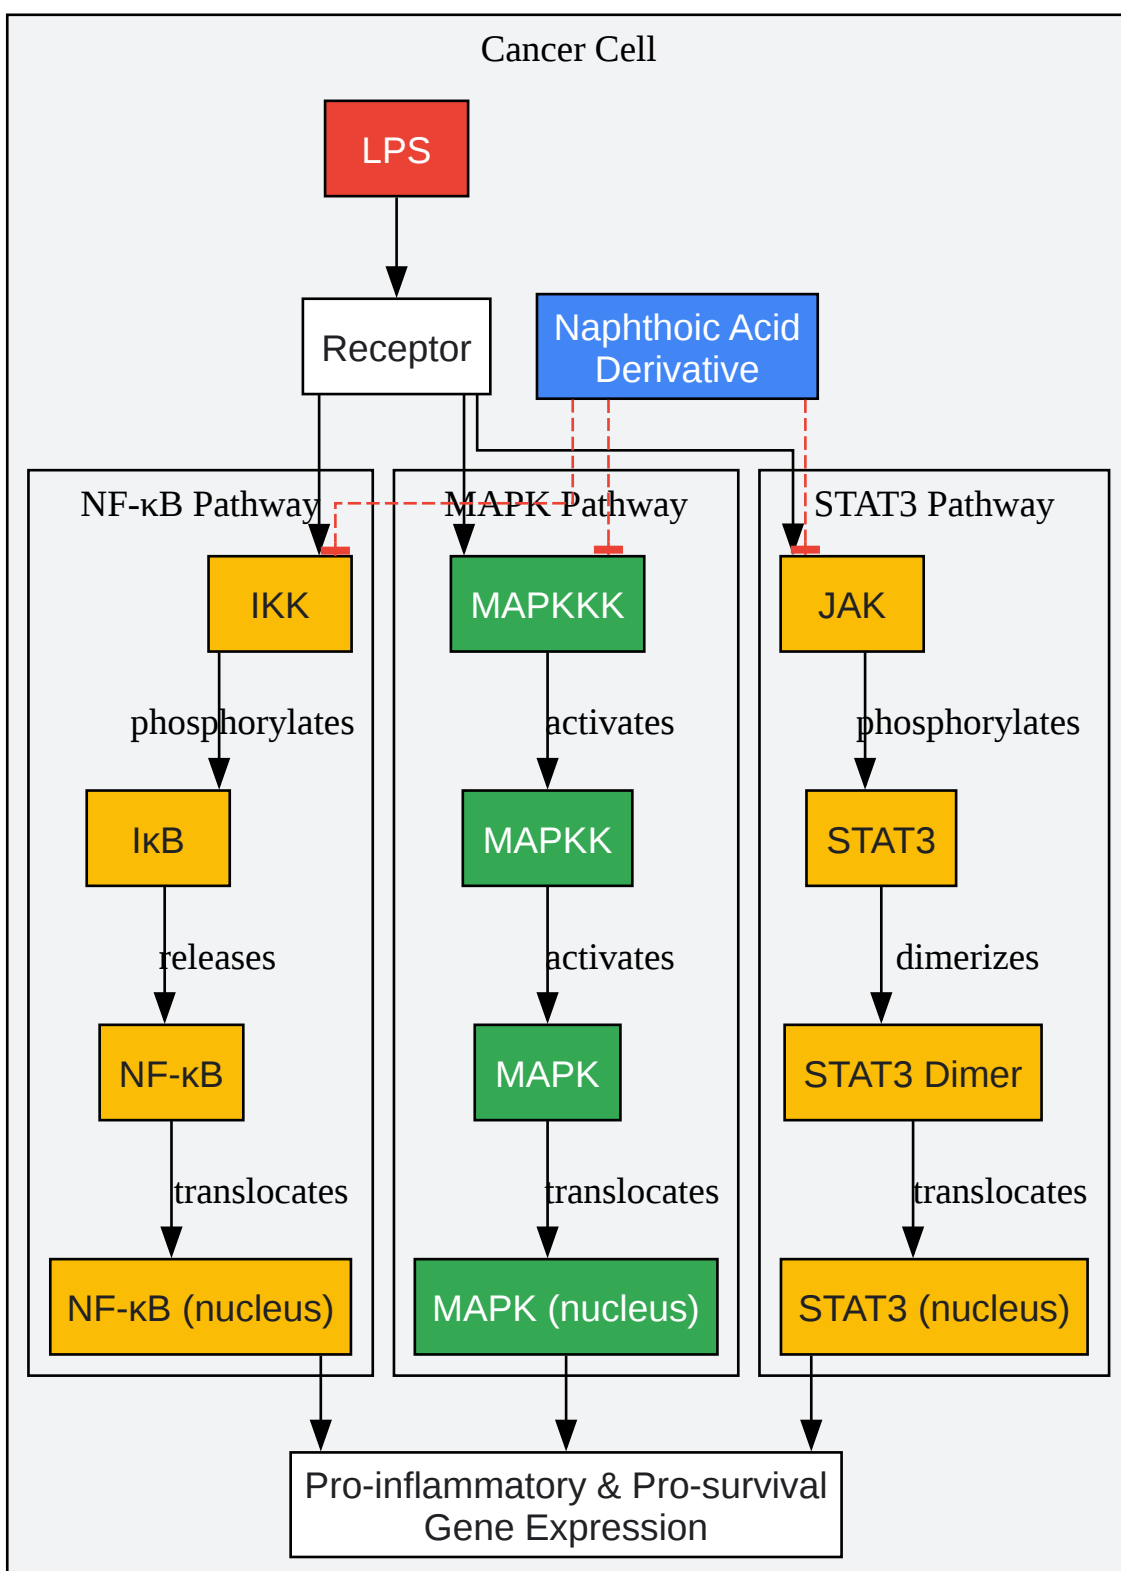 Cancer Cell
LPS
Receptor
Naphthoic Acid
Derivative
NF-κB Pathway
MAPK Pathway
STAT3 Pathway
IKK
MAPKKK
JAK
phosphorylates
activates
phosphorylates
IκB
MAPKK
STAT3
releases
activates
dimerizes
NF-κB
MAPK
STAT3 Dimer
translocates
translocates
translocates
NF-κB (nucleus)
MAPK (nucleus)
STAT3 (nucleus)
Pro-inflammatory & Pro-survival
Gene Expression